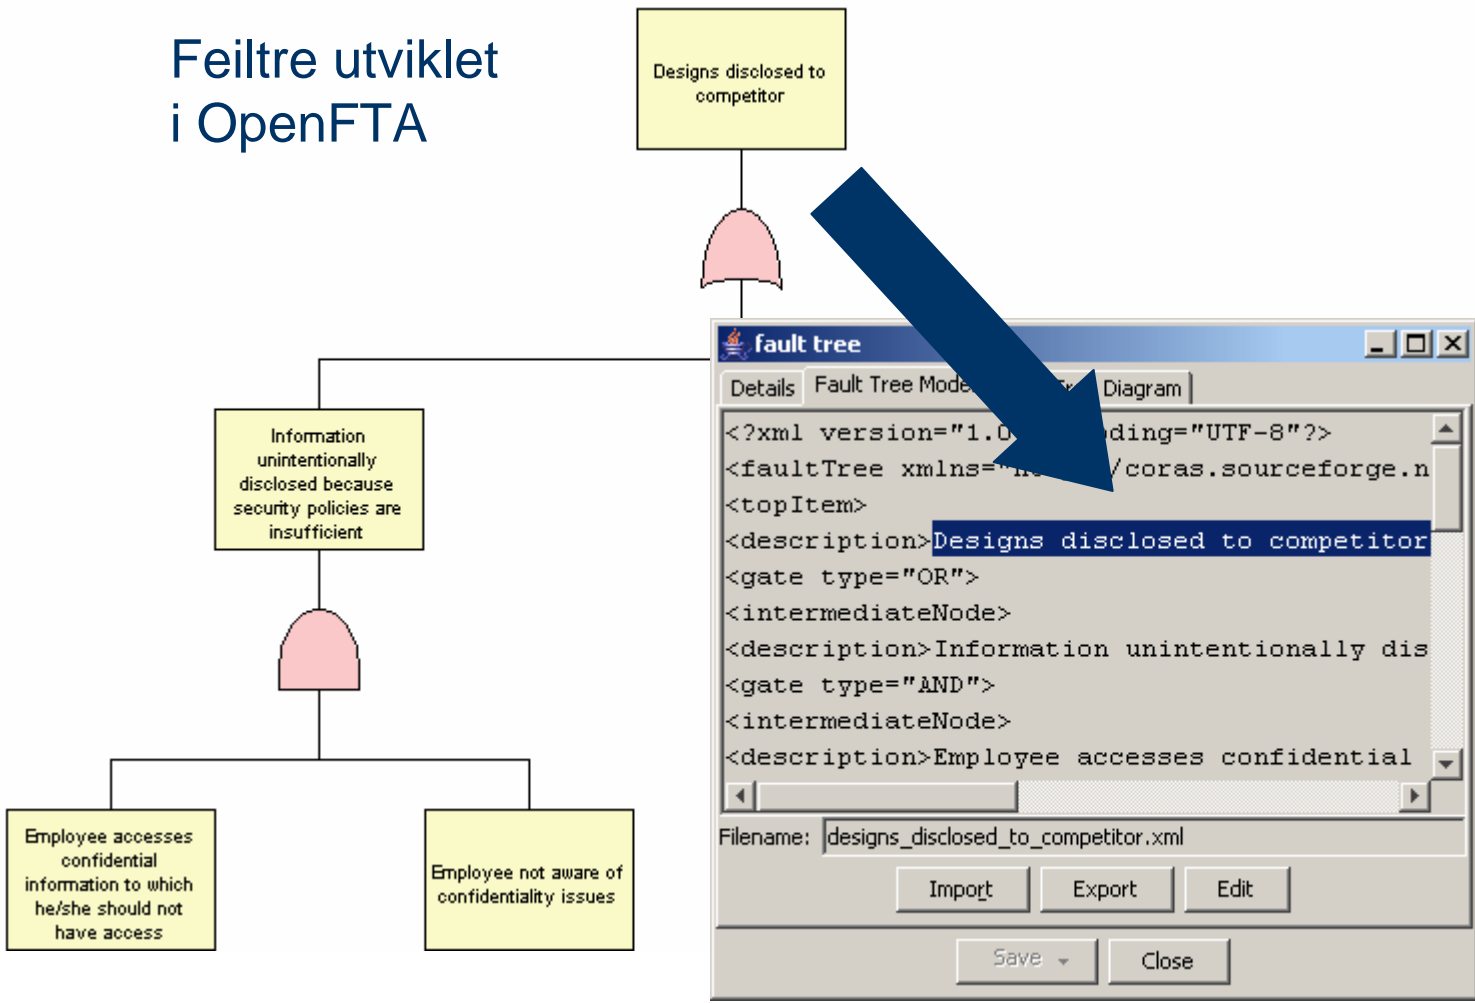 Feiltre utviklet
i OpenFTA
Designs disclosed to
competitor
Information
unintentionally
disclosed because
security policies are
insufficient
Employee accesses
confidential
information to which
he/she should not
have access
Employee not aware of
confidentiality issues
fault tree
Details Fault Tree Diagram
<?xml version="1.0 "UTF-8"?>
<faultTree xmlns= /coras.sourceforge.n
<topItem>
<description>Designs disclosed to competitor
<gate type="OR">
<intermediateNode>
<description>Information unintentionally dis
<gate type="AND">
<intermediateNode>
<description>Employee accesses confidential
Filename: designs_disclosed_to_competitor.xml
Import Export Edit
Save Close